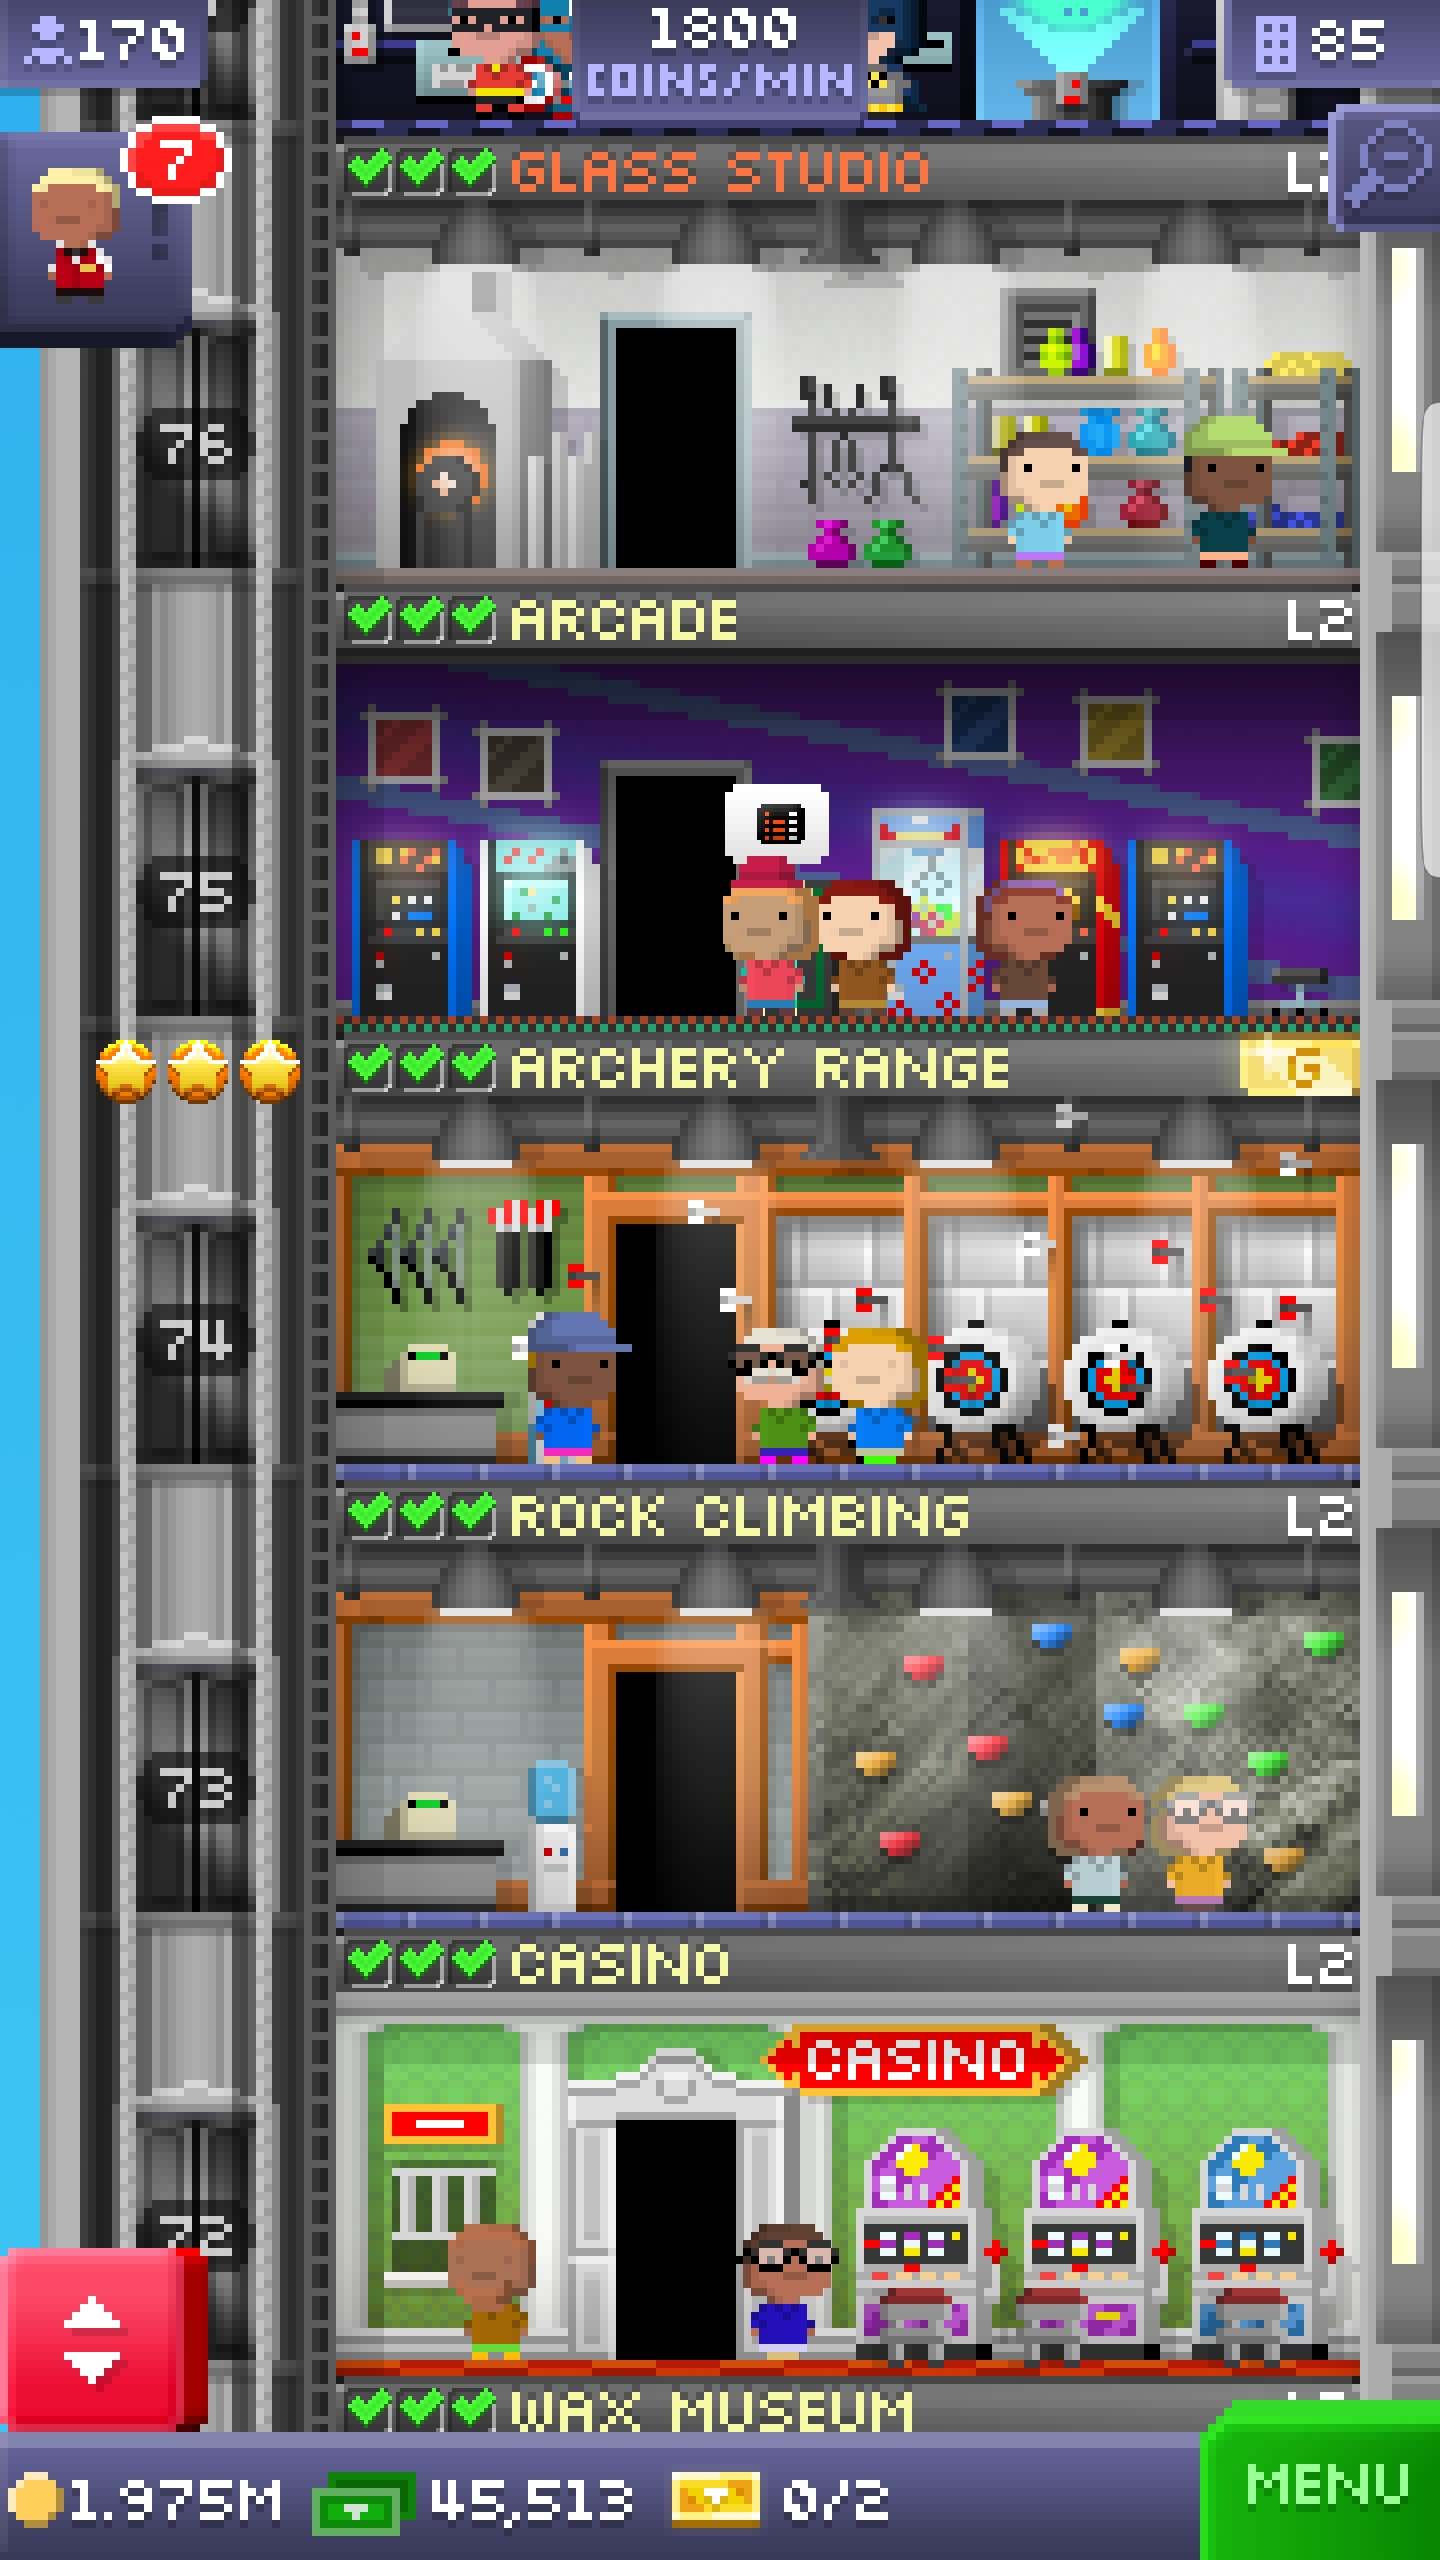 170
1800
COINS/MIN
85
7
GLASS STUDIO
76
ARCADE L2
75
ARCHERY RANGE G
74
ROCK CLIMBING L2
73
CASINO L2
CASINO
72
WAX MUSEUM
1.975M 45,513 0/2 MENU